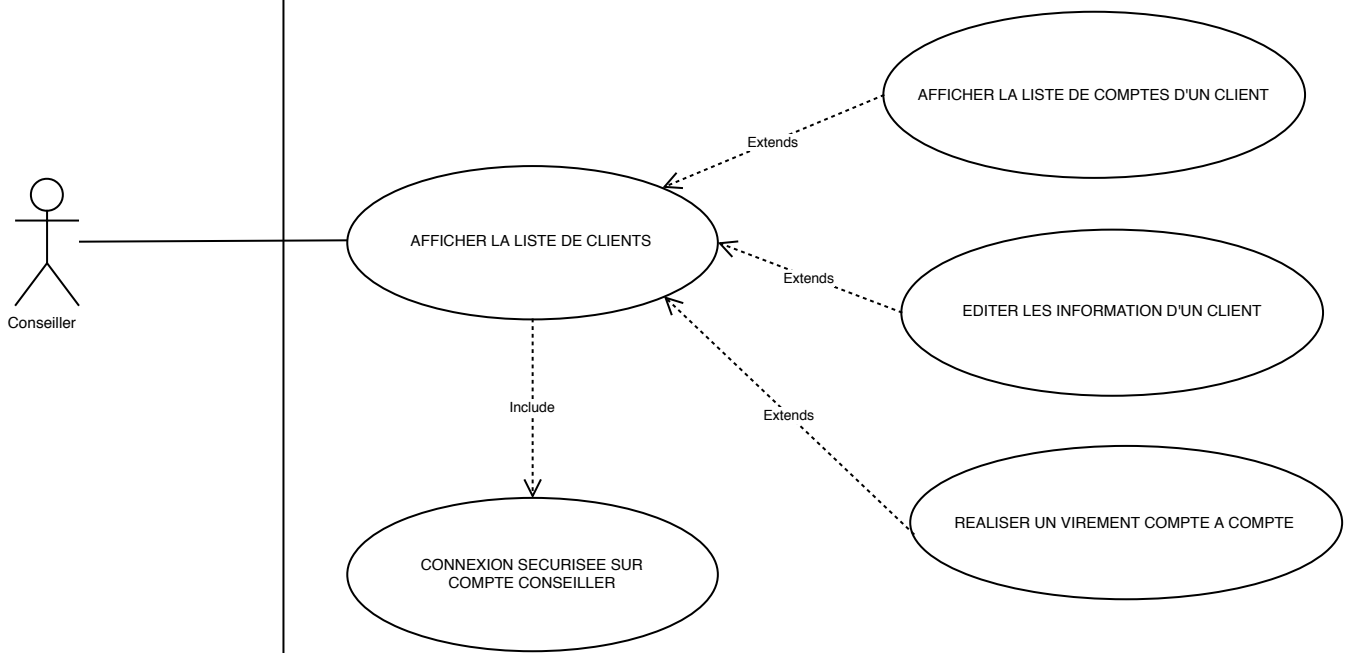 AFFICHER LA LISTE DE COMPTES D'UN CLIENT
Extends
AFFICHER LA LISTE DE CLIENTS
Extends
EDITER LES INFORMATION D'UN CLIENT
Conseiller
Include
Extends
REALISER UN VIREMENT COMPTE A COMPTE
CONNEXION SECURISEE SUR
COMPTE CONSEILLER